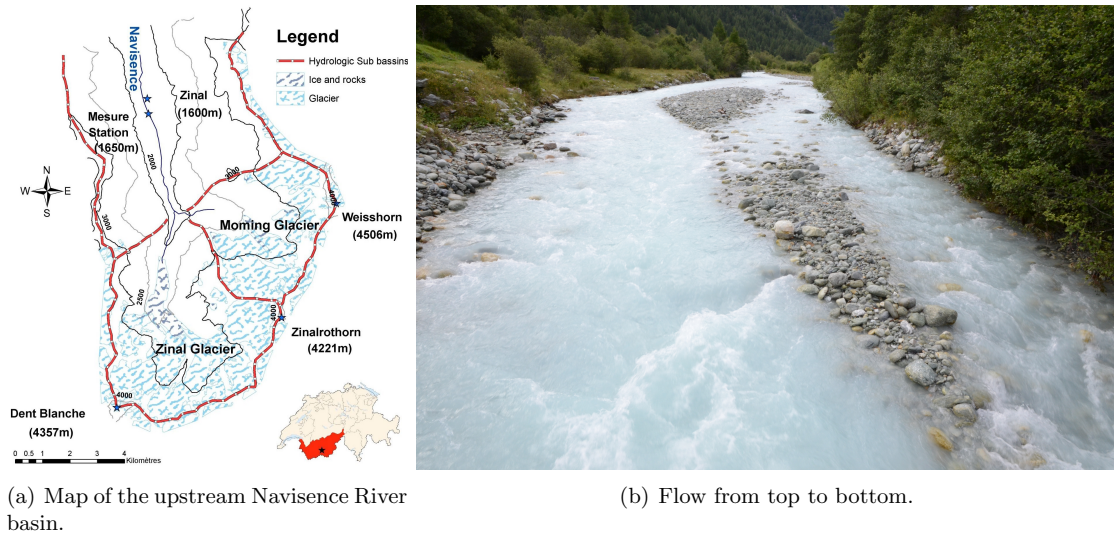 Legend
Hydrologic Sub bassins
Ice and rocks
Glacier
Navisence
Zinal
(1600m)
Mesure
Station
(1650m)
2000
3000
N
W E
S
3000
4000
Weisshorn
(4506m)
Moming Glacier
2500
4000
Zinalrothorn
(4221m)
Zinal Glacier
4000
Dent Blanche
(4357m)
0 0.5 1 2 3 4
Kilomètres
(a) Map of the upstream Navisence River
basin.
(b) Flow from top to bottom.